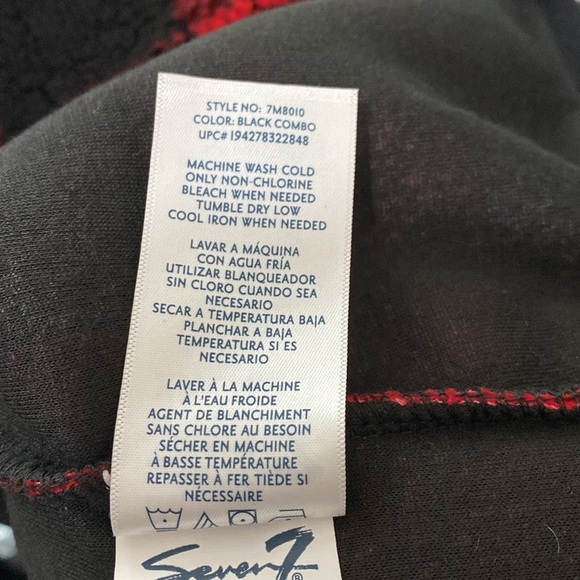 STYLE NO: 7M8010
COLOR: BLACK COMBO
UPC# 194278322848
MACHINE WASH COLD
ONLY NON-CHLORINE
BLEACH WHEN NEEDED
TUMBLE DRY LOW
COOL IRON WHEN NEEDED
LAVAR A MÁQUINA
CON AGUA FRÍA
UTILIZAR BLANQUEADOR
SIN CLORO CUANDO SEA
NECESARIO
SECAR A TEMPERATURA BAJA
PLANCHAR A BAJA
TEMPERATURA SI ES
NECESARIO
LAVER À LA MACHINE
À L'EAU FROIDE
AGENT DE BLANCHIMENT
SANS CHLORE AU BESOIN
SÉCHER EN MACHINE
À BASSE TEMPÉRATURE
REPASSER À FER TIÈDE SI
NÉCESSAIRE
Seven7®